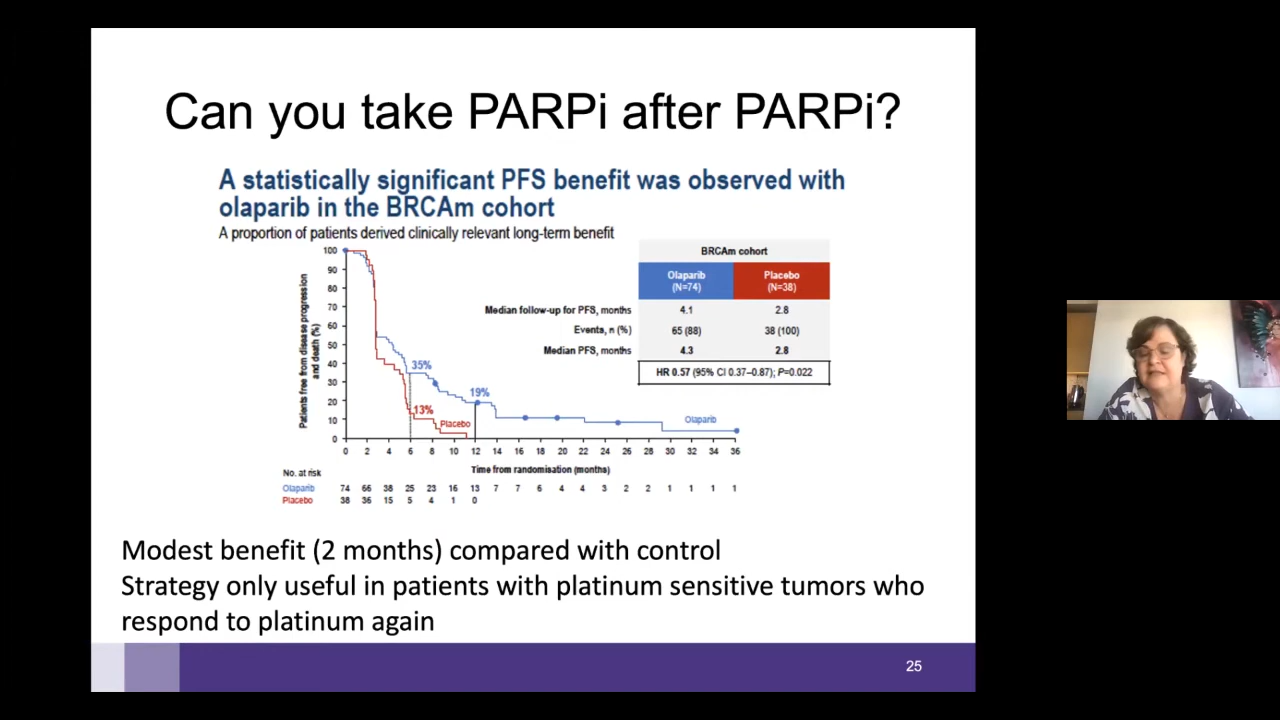 Can you take PARPi after PARPi?
A statistically significant PFS benefit was observed with
olaparib in the BRCAm cohort
A proportion of patients derived clinically relevant long-term benefit
BRCAm cohort
Olaparib Placebo
(N=74) (N=38)
Median follow-up for PFS, months 4.1 2.8
Events, n (%) 65 (88) 38 (100)
Median PFS, months 4.3 2.8
HR 0.57 (95% CI 0.37–0.87); P=0.022
Patients free from disease progression
and death (%)
100
90
80
70
60
50
40
30
20
10
0
35%
19%
13%
Placebo
Olaparib
0 2 4 6 8 10 12 14 16 18 20 22 24 26 28 30 32 34 36
Time from randomisation (months)
No. at risk
Olaparib 74 66 38 25 23 16 13 7 7 6 4 4 3 2 2 1 1 1 1
Placebo 38 36 15 5 4 1 0
Modest benefit (2 months) compared with control
Strategy only useful in patients with platinum sensitive tumors who
respond to platinum again
25